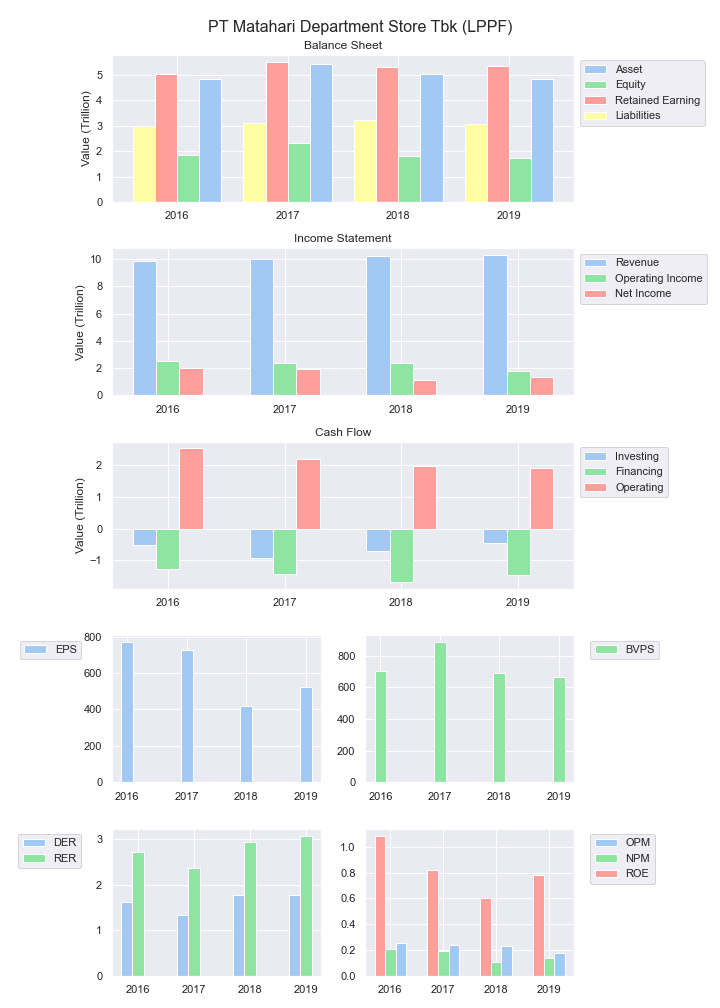 PT Matahari Department Store Tbk (LPPF)
Balance Sheet
Value (Trillion)
5
4
3
2
1
0
2016 2017 2018 2019
Asset
Equity
Retained Earning
Liabilities
Income Statement
Value (Trillion)
10
8
6
4
2
0
2016 2017 2018 2019
Revenue
Operating Income
Net Income
Cash Flow
Value (Trillion)
2
1
0
−1
2016 2017 2018 2019
Investing
Financing
Operating
EPS
800
600
400
200
0
2016 2017 2018 2019
800
600
400
200
0
2016 2017 2018 2019
BVPS
DER
RER
3
2
1
0
2016 2017 2018 2019
1.0
0.8
0.6
0.4
0.2
0.0
2016 2017 2018 2019
OPM
NPM
ROE